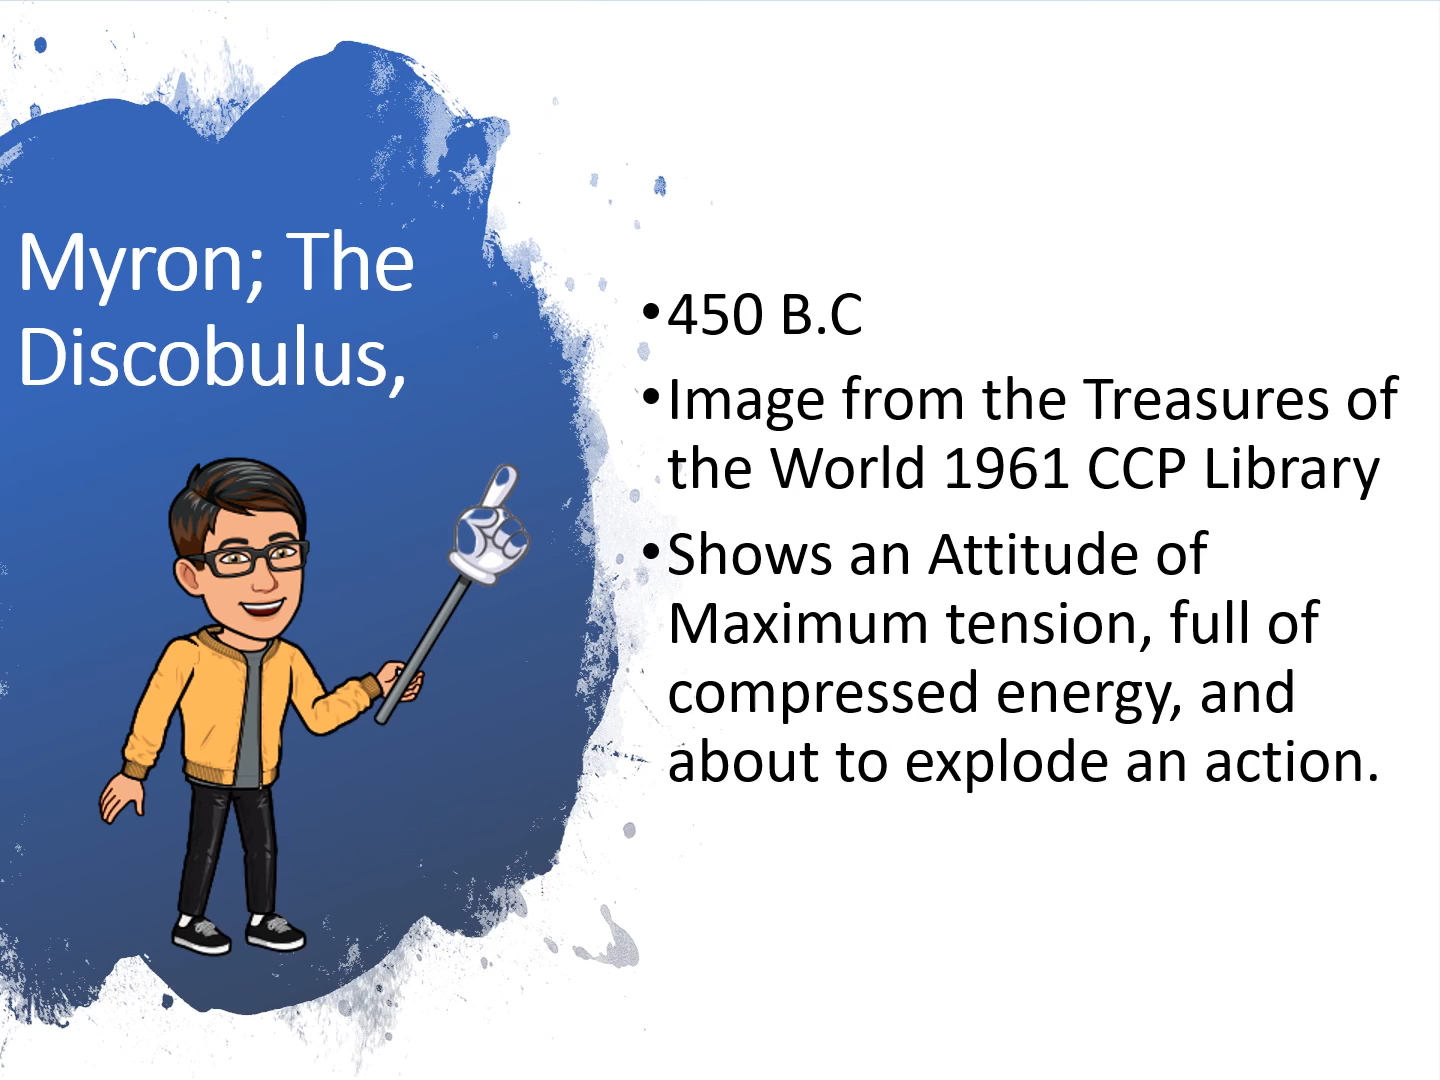 Myron; The
Discobulus,
•450 B.C
•Image from the Treasures of
the World 1961 CCP Library
•Shows an Attitude of
Maximum tension, full of
compressed energy, and
about to explode an action.